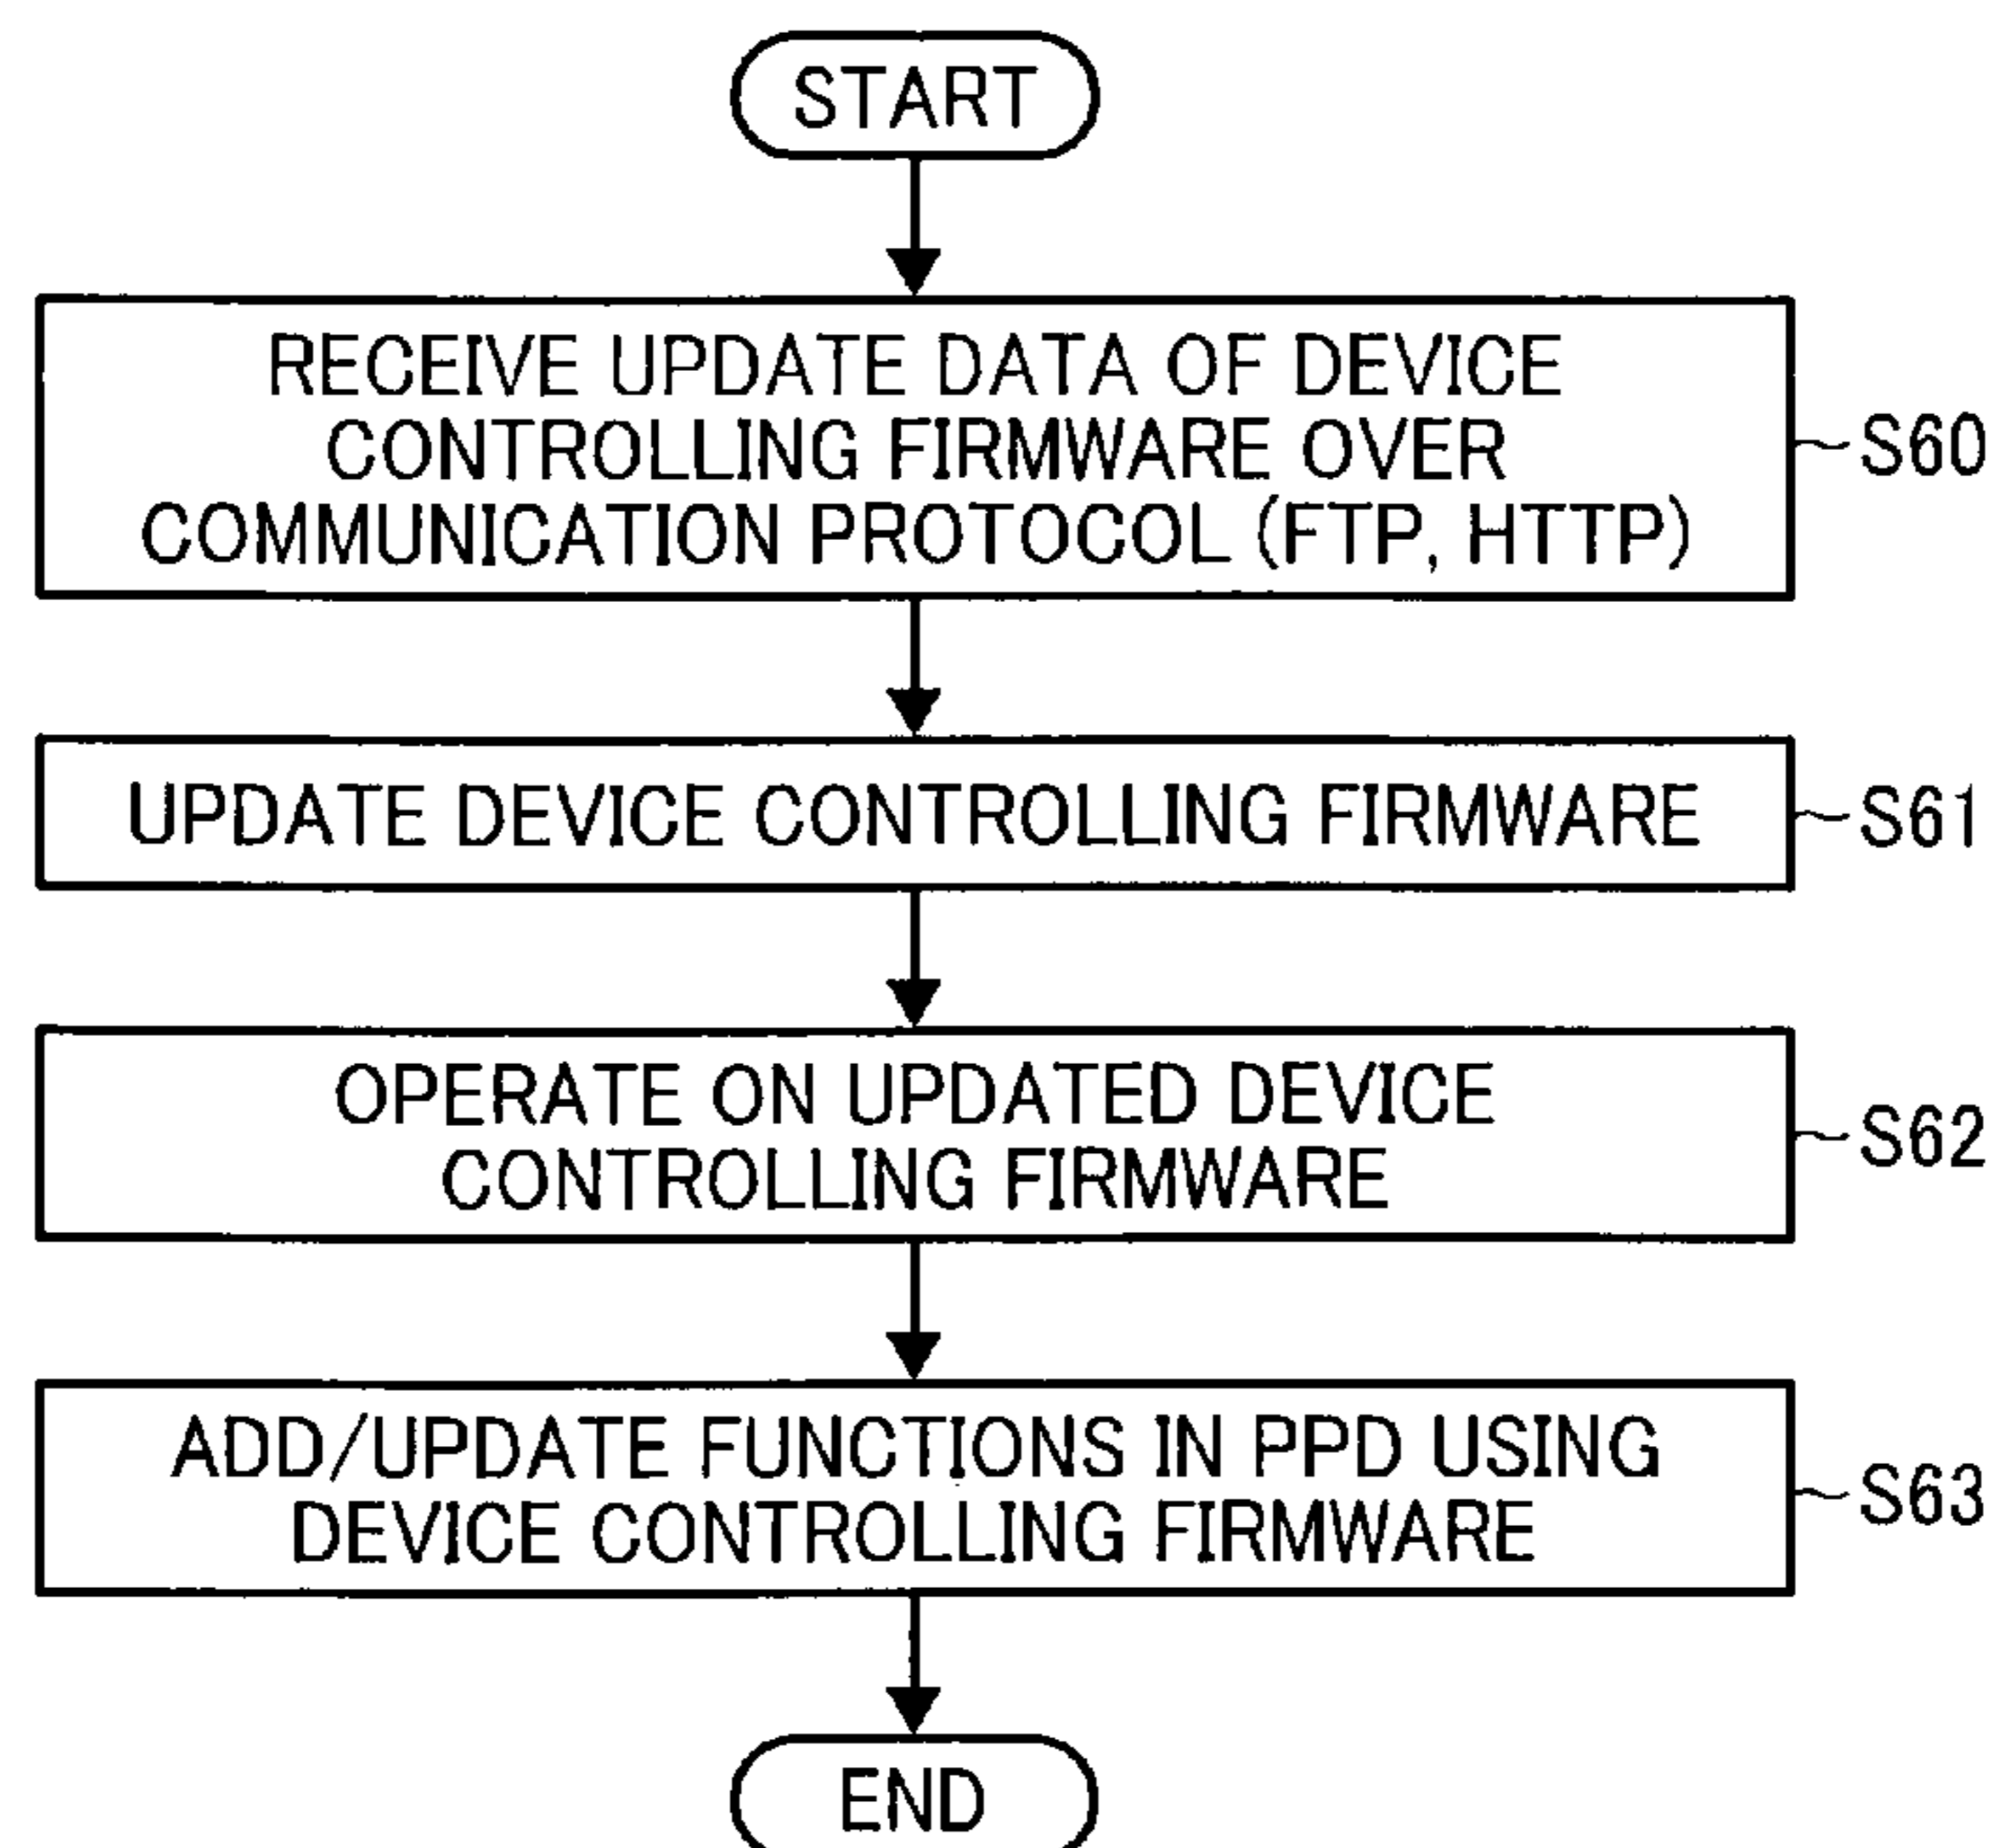 START
RECEIVE UPDATE DATA OF DEVICE
CONTROLLING FIRMWARE OVER
COMMUNICATION PROTOCOL (FTP, HTTP)
S60
UPDATE DEVICE CONTROLLING FIRMWARE
S61
OPERATE ON UPDATED DEVICE
CONTROLLING FIRMWARE
S62
ADD/UPDATE FUNCTIONS IN PPD USING
DEVICE CONTROLLING FIRMWARE
S63
END